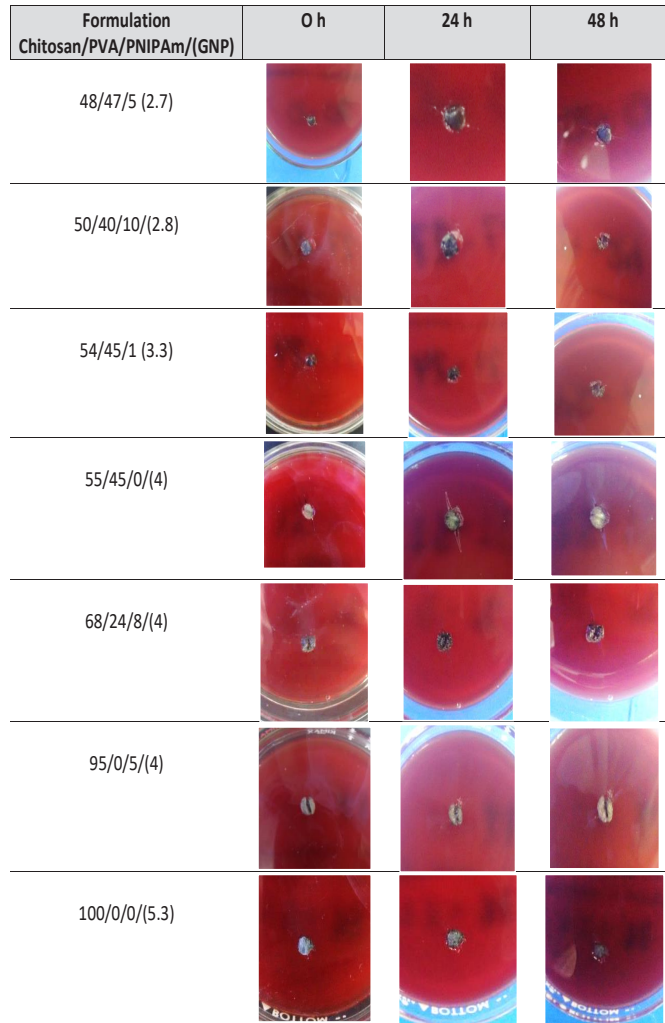 Formulation O h 24 h 48 h
Chitosan/PVA/PNIPAm/(GNP)
48/47/5 (2.7)
50/40/10/(2.8)
54/45/1 (3.3)
55/45/0/(4)
68/24/8/(4)
95/0/5/(4)
100/0/0/(5.3)
BOTTOM
BOTTOM
BOTTOM